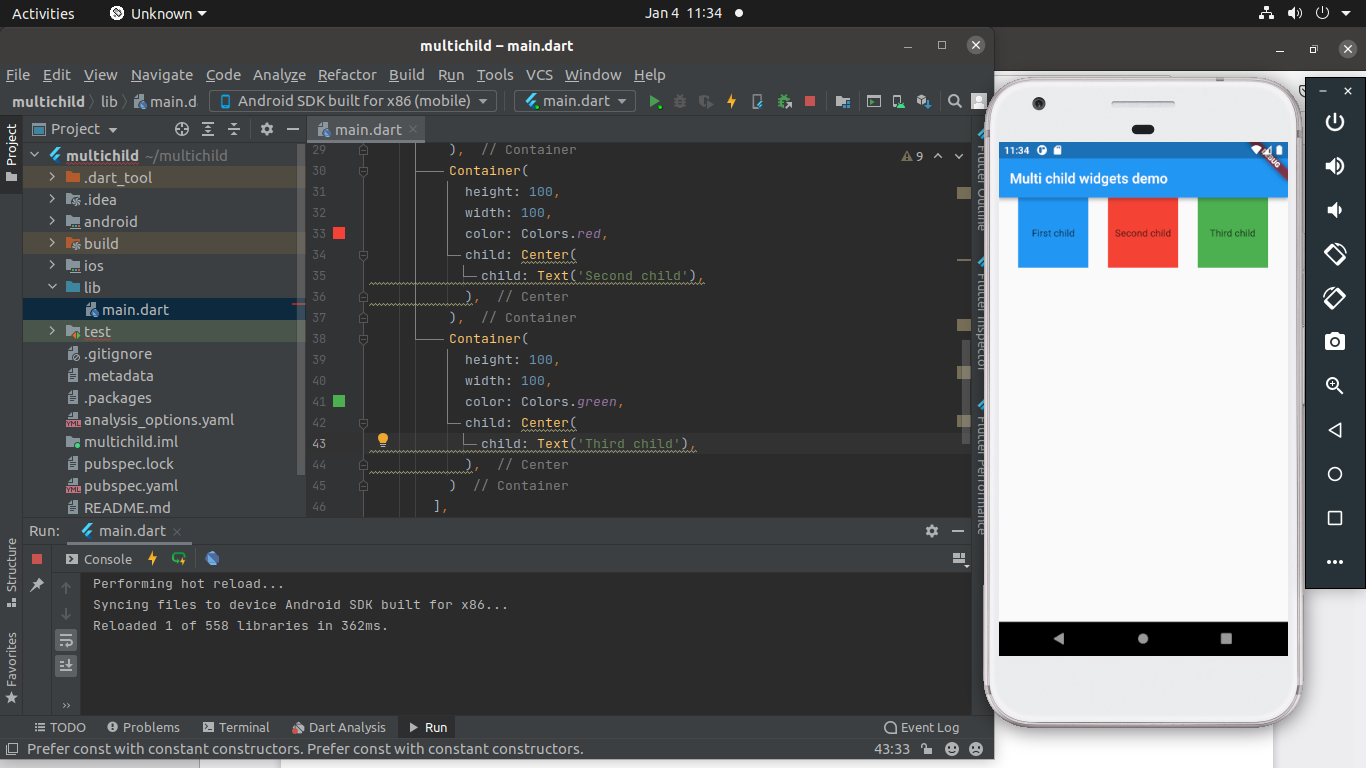 Activities
Unknown
Jan 4 11:34
multichild – main.dart
File Edit View Navigate Code Analyze Refactor Build Run Tools VCS Window Help
multichild lib main.d Android SDK built for x86 (mobile) main.dart
Project
Project
main.dart
multichild ~/multichild
.dart_tool
.idea
android
build
ios
lib
main.dart
test
.gitignore
.metadata
.packages
analysis_options.yaml
multichild.iml
pubspec.lock
pubspec.yaml
README.md
9
29 ), // Container
30 Container(
31 height: 100,
32 width: 100,
33 color: Colors.red,
34 child: Center(
35 child: Text('Second child'),
36 ), // Center
37 ), // Container
38 Container(
39 height: 100,
40 width: 100,
41 color: Colors.green,
42 child: Center(
43 child: Text('Third child'),
44 ), // Center
45 ) // Container
46 ],
Flutter Outline
Flutter Inspector
Flutter Performance
Run: main.dart
Console
Structure
Favorites
Performing hot reload...
Syncing files to device Android SDK built for x86...
Reloaded 1 of 558 libraries in 362ms.
TODO Problems Terminal Dart Analysis Run Event Log
Prefer const with constant constructors. Prefer const with constant constructors. 43:33
11:34
DEBUG
Multi child widgets demo
First child Second child Third child